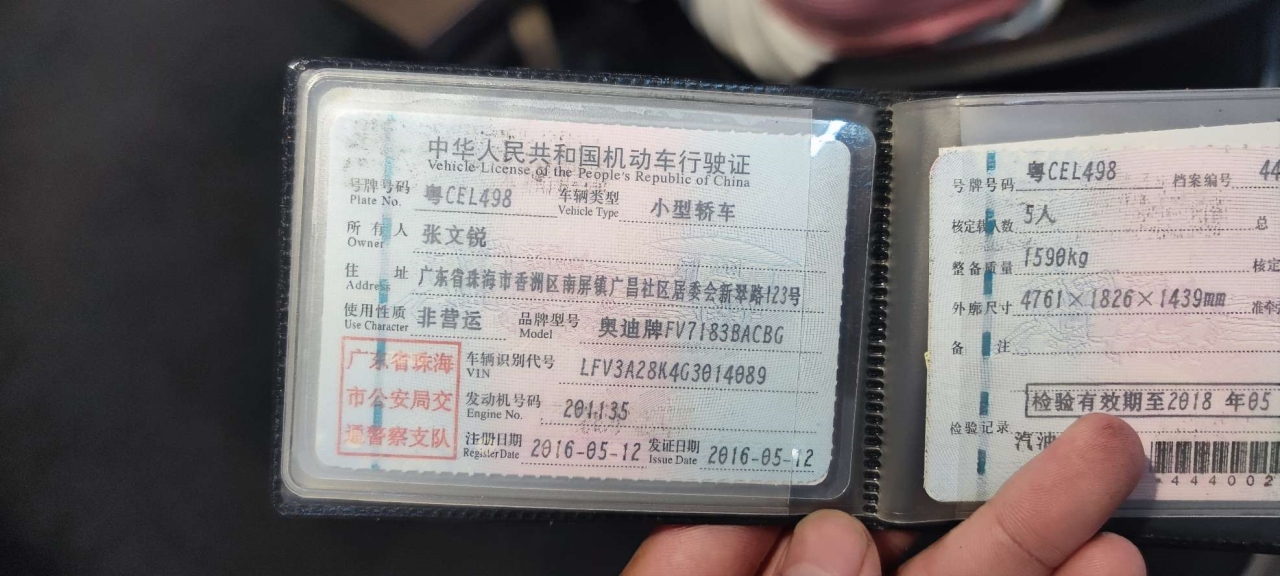 中华人民共和国机动车行驶证
Vehicle License of the People's Republic of China
号牌号码 粤CEL498 车辆类型 小型轿车
Plate No. Vehicle Type
所有人 张文锐
Owner
住址 广东省珠海市香洲区南屏镇广昌社区居委会新翠路123号
Address
使用性质 非营运 品牌型号 奥迪牌FV7183BACBG
Use Character Model
广东省珠海
市公安局交
通警察支队
车辆识别代号 LFV3A28K4G3014089
VIN
发动机号码 201135
Engine No.
注册日期 2016-05-12 发证日期 2016-05-12
Register Date Issue Date
号牌号码 粤CEL498 档案编号 44
核定载人数 5人 总
整备质量 1590kg 核定
外廓尺寸 4761×1826×1439mm 准牵
备注
检验有效期至2018 年05
检验记录
汽油
444002